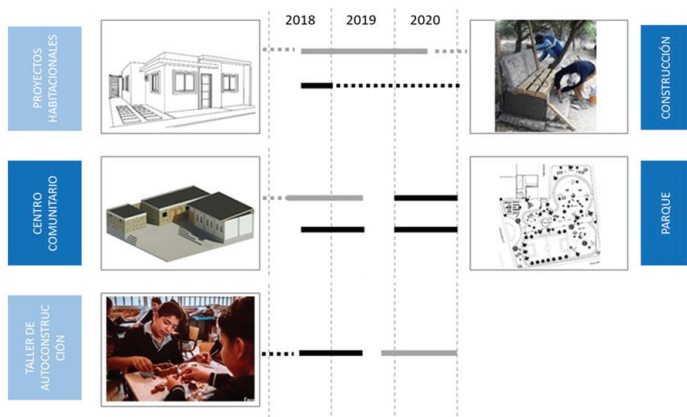 2018
2019
2020
PROYECTOS
HABITACIONALES
CONSTRUCCIÓN
CENTRO
COMUNITARIO
PARQUE
TALLER DE
AUTOCONSTRUC
CIÓN